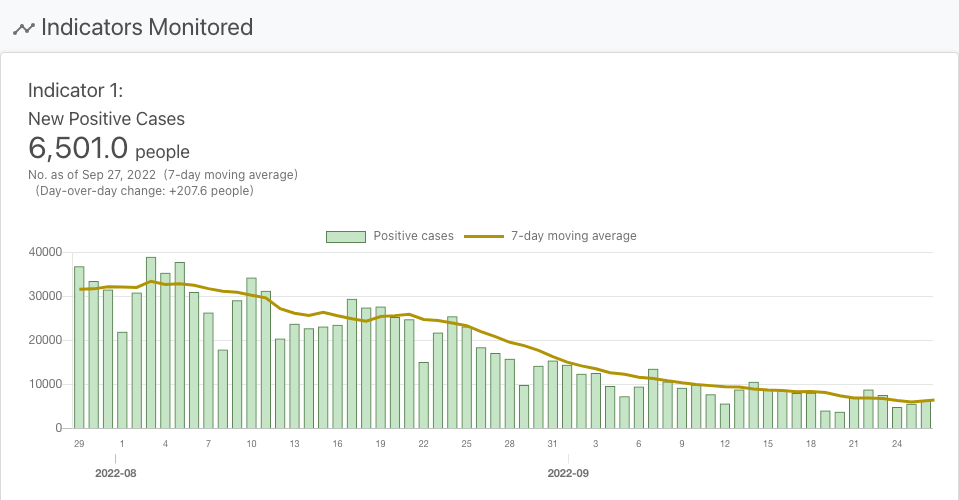 Indicators Monitored
Indicator 1:
New Positive Cases
6,501.0 people
No. as of Sep 27, 2022 (7-day moving average)
(Day-over-day change: +207.6 people)
Positive cases 7-day moving average
40000
30000
20000
10000
0
29 1 4 7 10 13 16 19 22 25 28 31 3 6 9 12 15 18 21 24
2022-08 2022-09